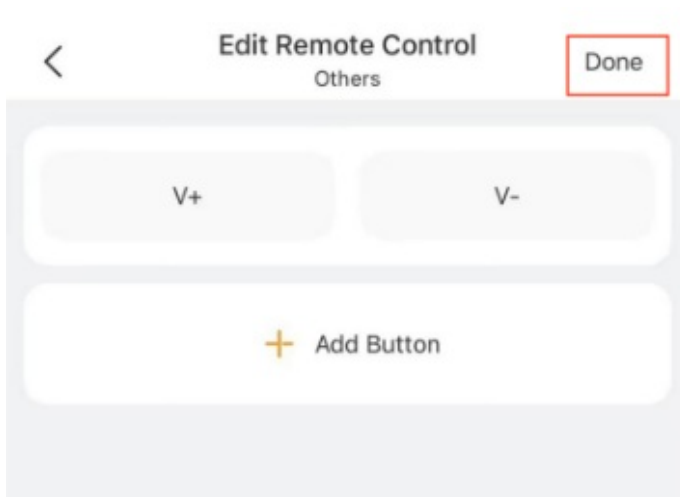 Edit Remote Control
Others
Done
V+
V-
Add Button